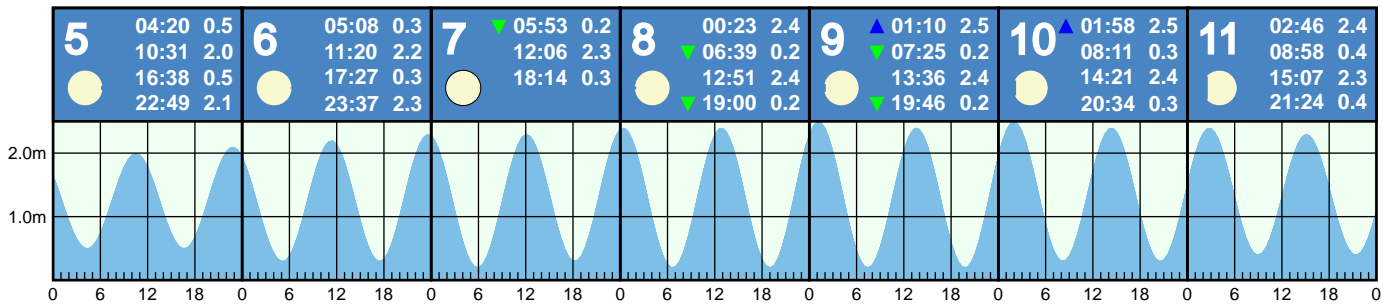 5
04:20 0.5
10:31 2.0
16:38 0.5
22:49 2.1
6
05:08 0.3
11:20 2.2
17:27 0.3
23:37 2.3
7
▼ 05:53 0.2
12:06 2.3
18:14 0.3
8
00:23 2.4
▼ 06:39 0.2
12:51 2.4
▼ 19:00 0.2
9
▲ 01:10 2.5
▼ 07:25 0.2
13:36 2.4
▼ 19:46 0.2
10
▲ 01:58 2.5
08:11 0.3
14:21 2.4
20:34 0.3
11
02:46 2.4
08:58 0.4
15:07 2.3
21:24 0.4
2.0m
1.0m
0 6 12 18 0 6 12 18 0 6 12 18 0 6 12 18 0 6 12 18 0 6 12 18 0 6 12 18 0